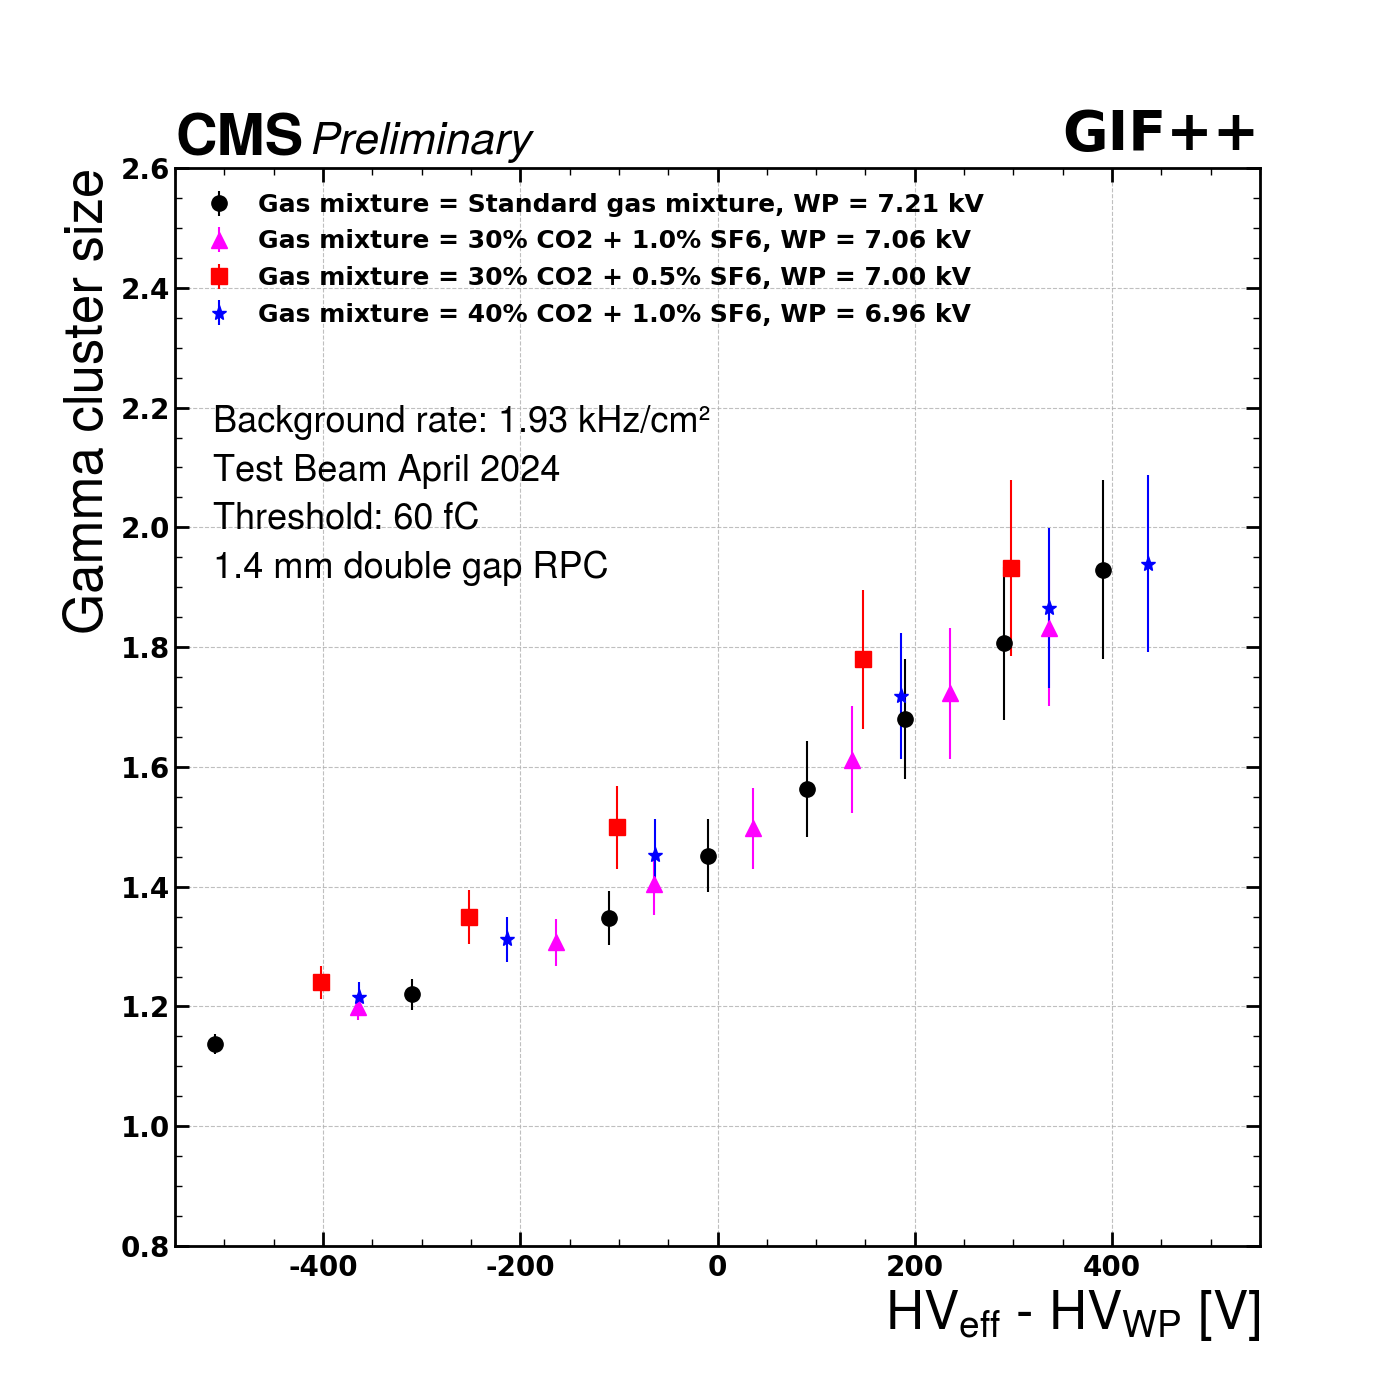 CMS Preliminary GIF++
Gamma cluster size
2.6
2.4
2.2
2.0
1.8
1.6
1.4
1.2
1.0
0.8
Gas mixture = Standard gas mixture, WP = 7.21 kV
Gas mixture = 30% CO2 + 1.0% SF6, WP = 7.06 kV
Gas mixture = 30% CO2 + 0.5% SF6, WP = 7.00 kV
Gas mixture = 40% CO2 + 1.0% SF6, WP = 6.96 kV
Background rate: 1.93 kHz/cm²
Test Beam April 2024
Threshold: 60 fC
1.4 mm double gap RPC
-400 -200 0 200 400
HVeff - HVWP [V]